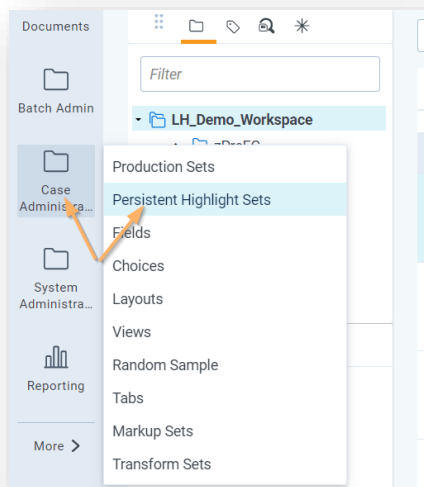 Documents
Batch Admin
Case
Administra...
System
Administra...
Reporting
More
Filter
LH_Demo_Workspace
Production Sets
Persistent Highlight Sets
Fields
Choices
Layouts
Views
Random Sample
Tabs
Markup Sets
Transform Sets